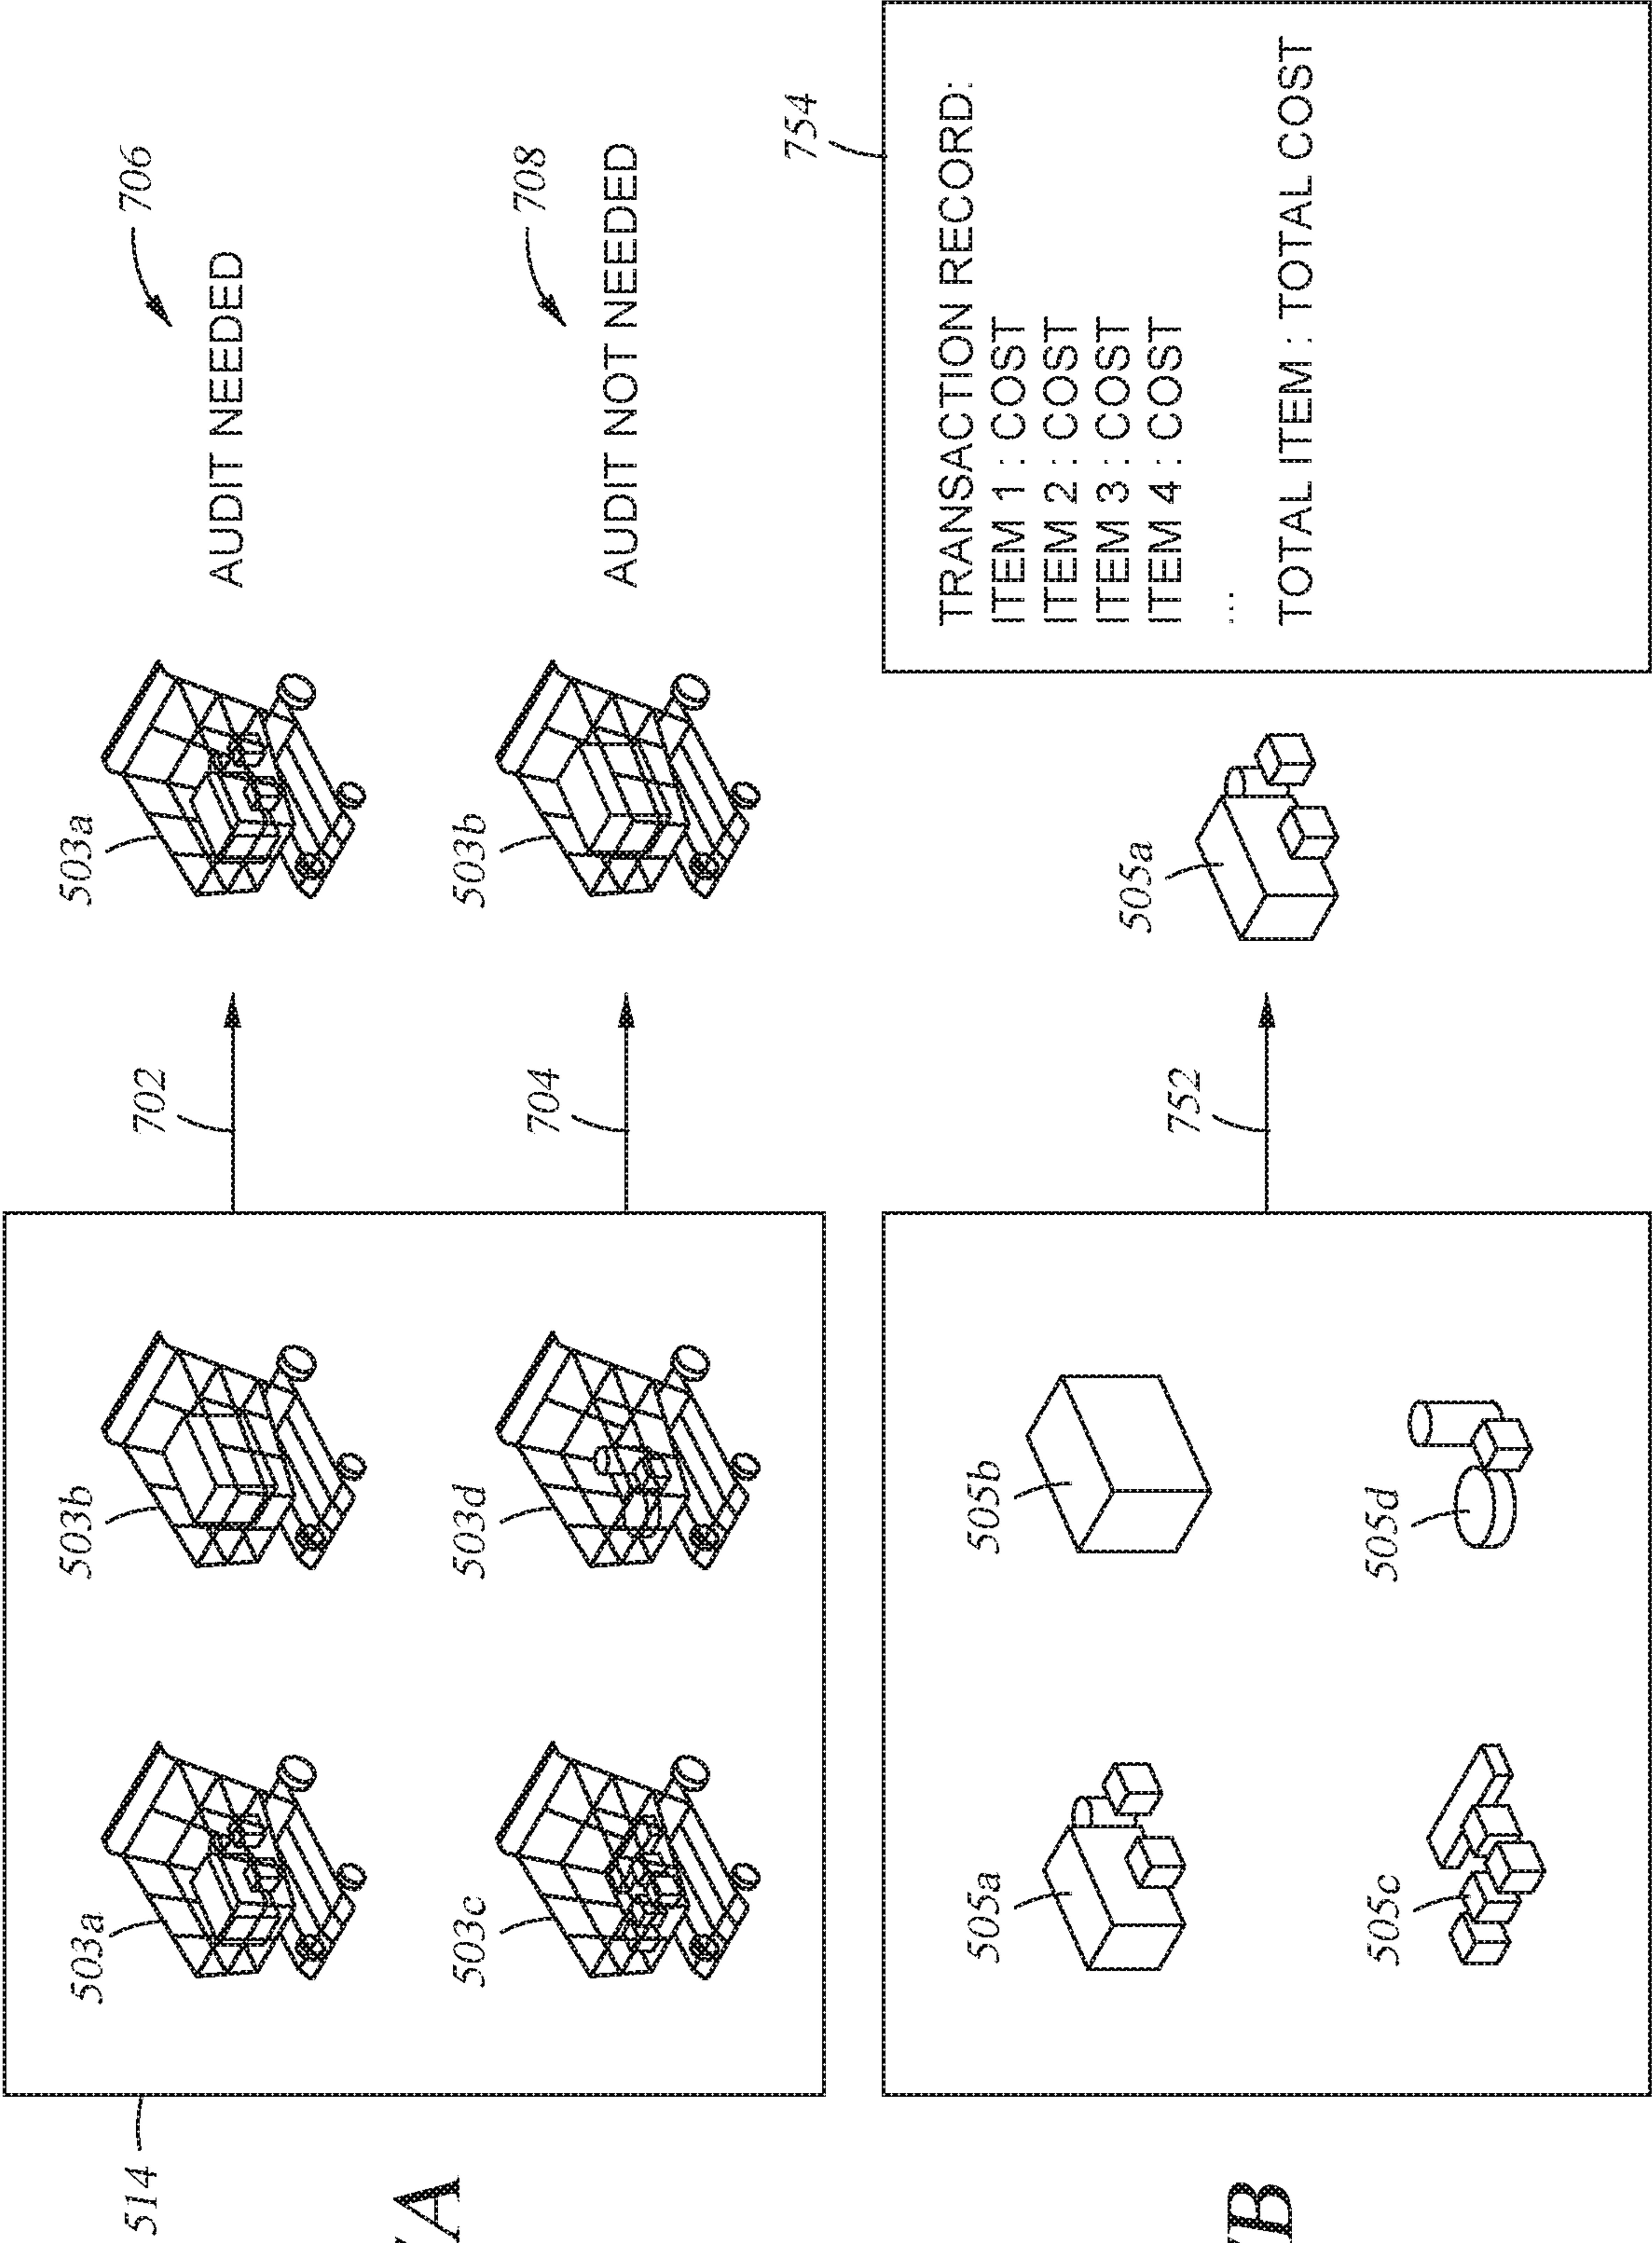 514
503a
503b
702
503a
706
AUDIT NEEDED
503c
503d
704
503b
708
AUDIT NOT NEEDED
7A
505a
505b
505c
505d
752
505a
754
TRANSACTION RECORD:
ITEM 1 : COST
ITEM 2 : COST
ITEM 3 : COST
ITEM 4 : COST
...
TOTAL ITEM : TOTAL COST
7B